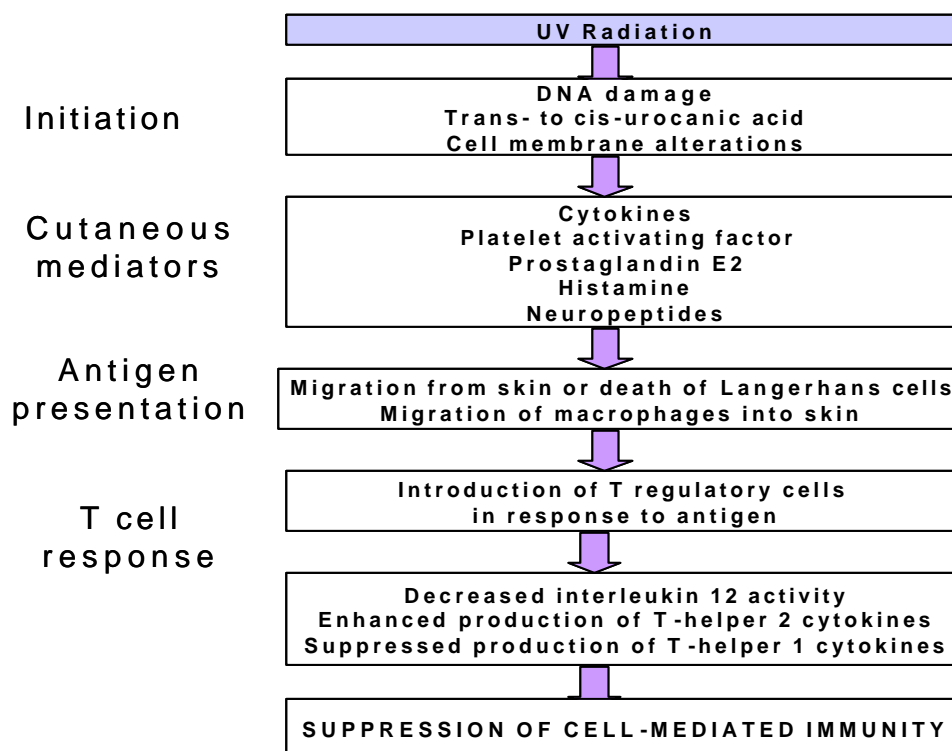 UV Radiation
Initiation
DNA damage
Trans- to cis-urocanic acid
Cell membrane alterations
Cutaneous
mediators
Cytokines
Platelet activating factor
Prostaglandin E2
Histamine
Neuropeptides
Antigen
presentation
Migration from skin or death of Langerhans cells
Migration of macrophages into skin
T cell
response
Introduction of T regulatory cells
in response to antigen
Decreased interleukin 12 activity
Enhanced production of T-helper 2 cytokines
Suppressed production of T-helper 1 cytokines
SUPPRESSION OF CELL-MEDIATED IMMUNITY